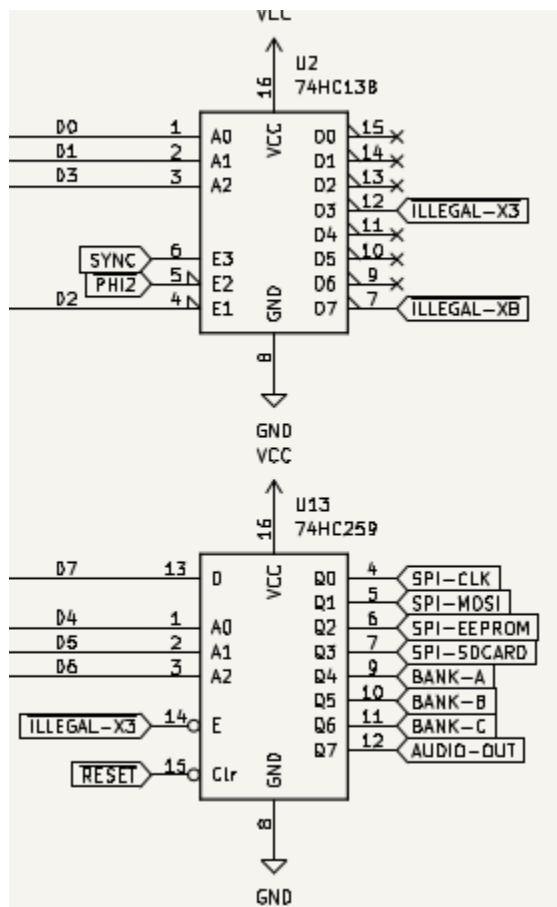 VCC
U2
74HC138
16
VCC
D0 1 A0 D0 15
D1 2 A1 D1 14
D3 3 A2 D2 13
D3 12 ILLEGAL-X3
D4 11
SYNC 6 E3 D5 10
PHI2 5 E2 D6 9
D2 4 E1 D7 7 ILLEGAL-XB
GND
8
GND
VCC
U13
74HC259
16
VCC
D7 13 D Q0 4 SPI-CLK
Q1 5 SPI-MOSI
D4 1 A0 Q2 6 SPI-EEPROM
D5 2 A1 Q3 7 SPI-SDCARD
D6 3 A2 Q4 9 BANK-A
Q5 10 BANK-B
ILLEGAL-X3 14 E Q6 11 BANK-C
Q7 12 AUDIO-OUT
RESET 15 Clr
GND
8
GND